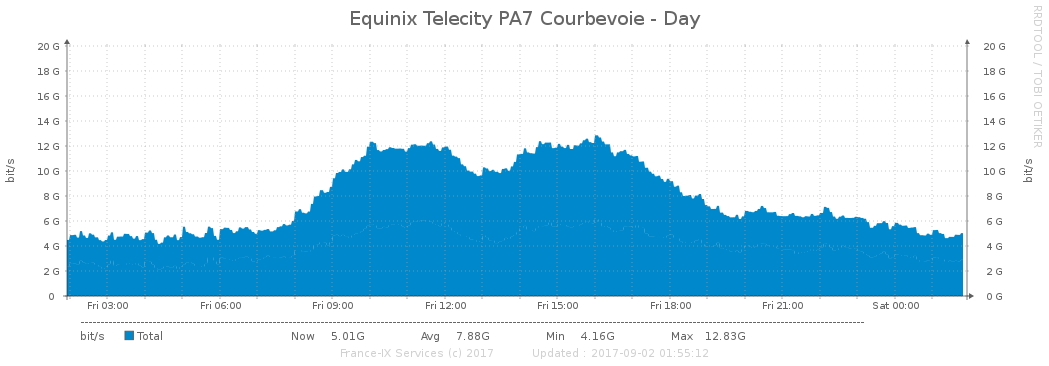 Equinix Telecity PA7 Courbevoie - Day
RRDTOOL / TOBI OETIKER
bit/s
bit/s
20 G 20 G
18 G 18 G
16 G 16 G
14 G 14 G
12 G 12 G
10 G 10 G
8 G 8 G
6 G 6 G
4 G 4 G
2 G 2 G
0 0 G
Fri 03:00 Fri 06:00 Fri 09:00 Fri 12:00 Fri 15:00 Fri 18:00 Fri 21:00 Sat 00:00
bit/s Total Now 5.01G Avg 7.88G Min 4.16G Max 12.83G
France-IX Services (c) 2017 Updated : 2017-09-02 01:55:12